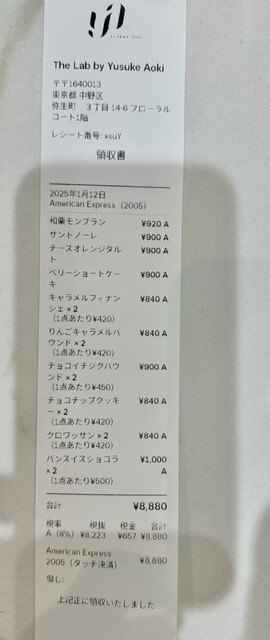 YUSUKE AOKI
The Lab by Yusuke Aoki
〒〒1640013
東京都 中野区
弥生町 3丁目14-6 フローラル
コート1階
レシート番号: xsuY
領収書
2025年1月12日
American Express（2005）
和栗モンブラン ¥920 A
サントノーレ ¥900 A
チーズオレンジタル ¥900 A
ト
ベリーショートケー ¥900 A
キ
キャラメルフィナン ¥840 A
シェ × 2
（1点あたり¥420）
りんごキャラメルパ ¥840 A
ウンド × 2
（1点あたり¥420）
チョコイチジクパウ ¥900 A
ンド × 2
（1点あたり¥450）
チョコチップクッキ ¥840 A
ー × 2
（1点あたり¥420）
クロワッサン × 2 ¥840 A
（1点あたり¥420）
パンスイスショコラ ¥1,000
× 2 A
（1点あたり¥500）
合計 ¥8,880
税率 税抜 税金 合計
A（8%） ¥8,223 ¥657 ¥8,880
American Express
2005（タッチ決済） ¥8,880
但し:
上記正に領収いたしました